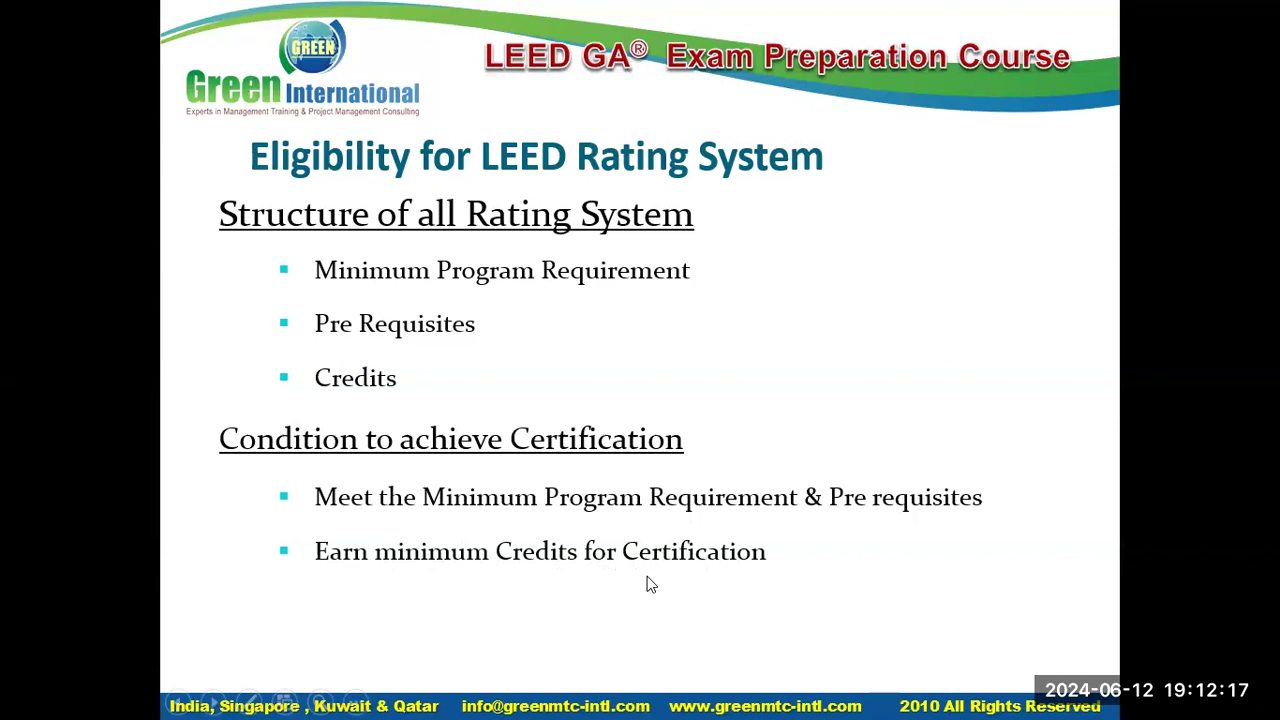 GREEN
Green International
Experts in Management Training & Project Management Consulting
LEED GA® Exam Preparation Course
Eligibility for LEED Rating System
Structure of all Rating System
Minimum Program Requirement
Pre Requisites
Credits
Condition to achieve Certification
Meet the Minimum Program Requirement & Pre requisites
Earn minimum Credits for Certification
2024-06-12 19:12:17
India, Singapore , Kuwait & Qatar info@greenmtc-intl.com www.greenmtc-intl.com 2010 All Rights Reserved